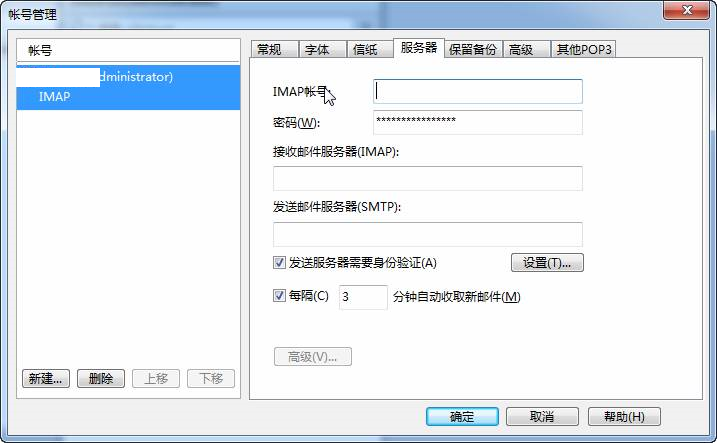 帐号管理
帐号
常规 字体 信纸 服务器 保留备份 高级 其他POP3
dministrator)
IMAP
IMAP帐号:
密码(W): ****************
接收邮件服务器(IMAP):
发送邮件服务器(SMTP):
发送服务器需要身份验证(A) 设置(T)...
每隔(C) 3 分钟自动收取新邮件(M)
高级(V)...
新建... 删除 上移 下移
确定 取消 帮助(H)